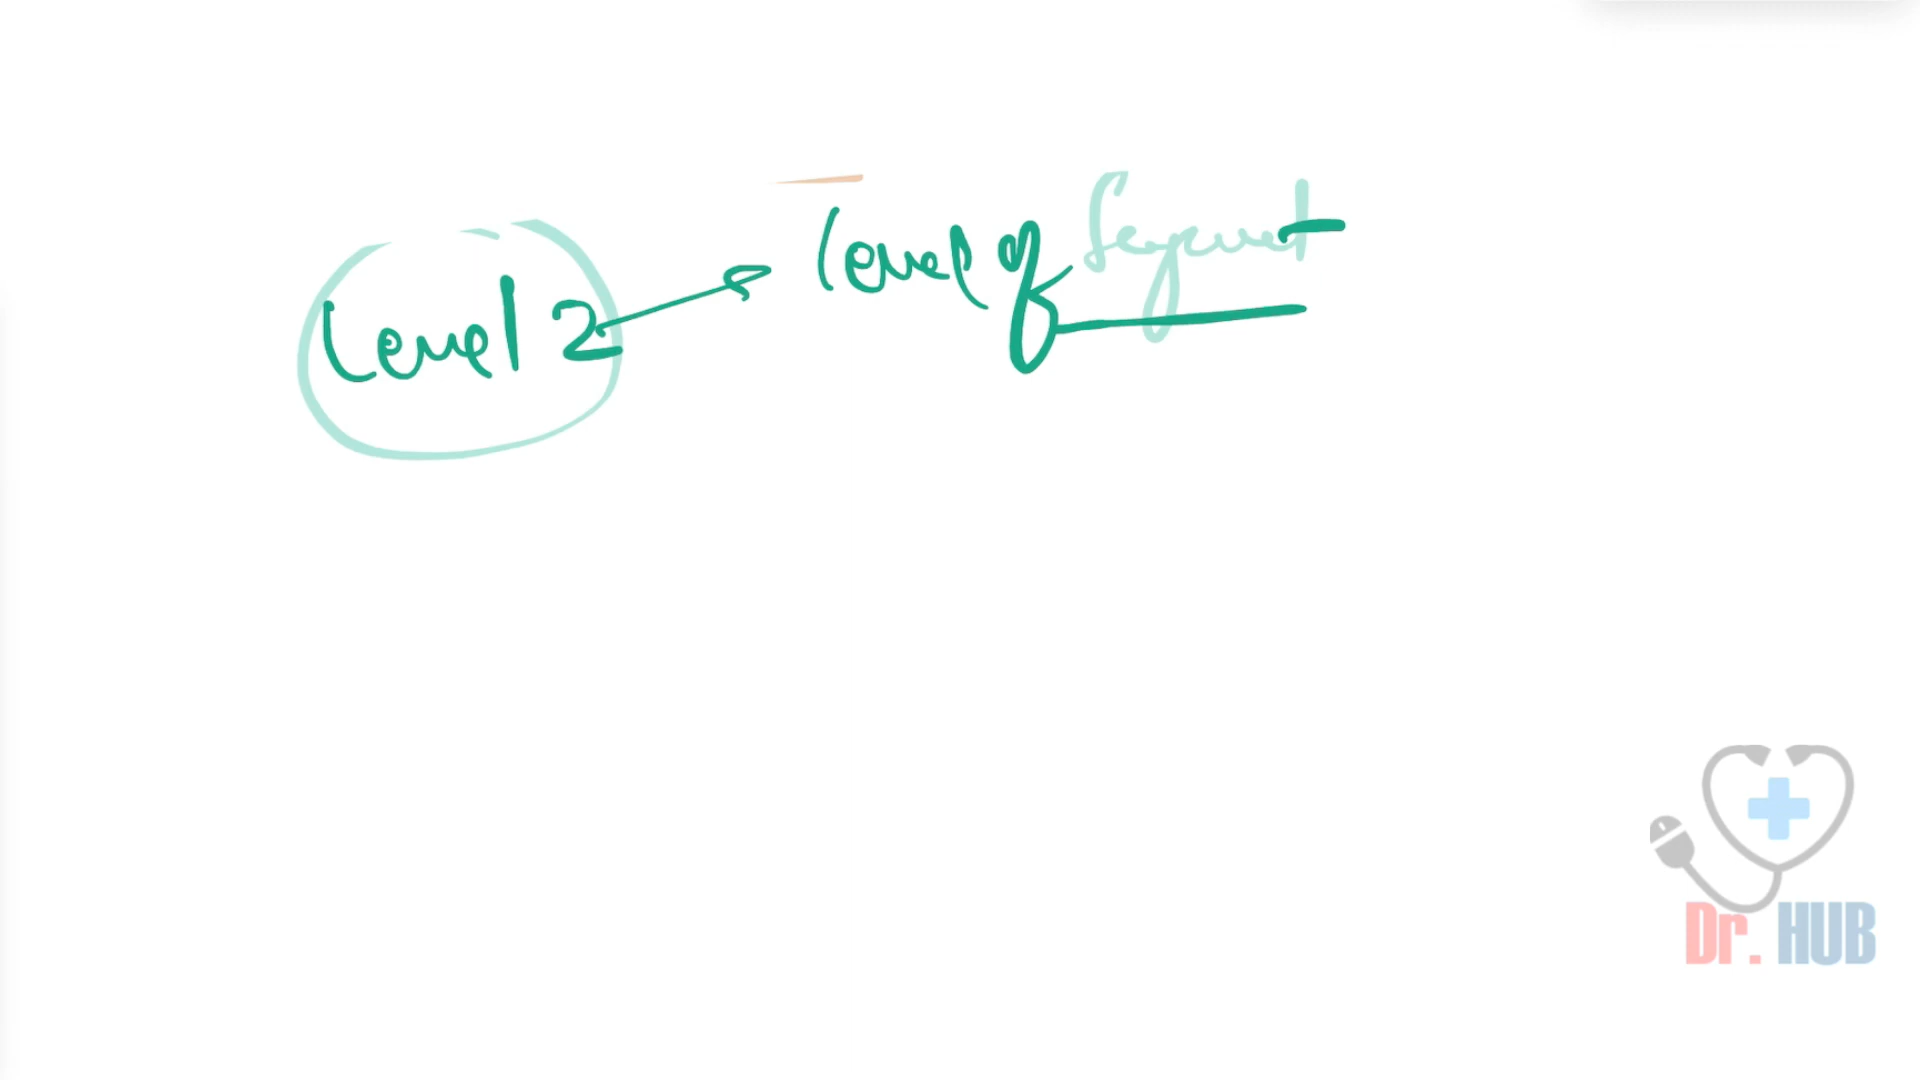 Level 2 → Level of Segment
Dr. HUB